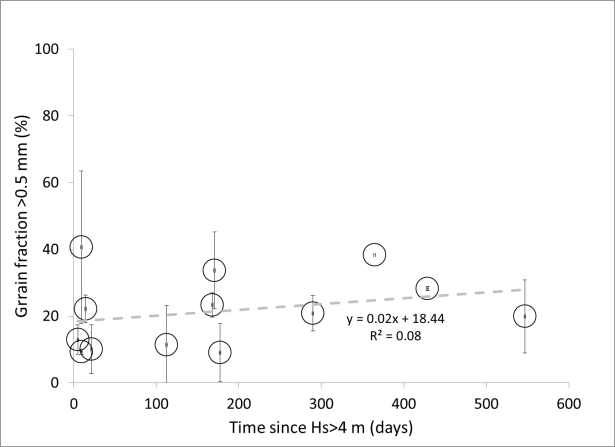 100
80
60
40
20
0
Grrain fraction >0.5 mm (%)
y = 0.02x + 18.44
R² = 0.08
0 100 200 300 400 500 600
Time since Hs>4 m (days)